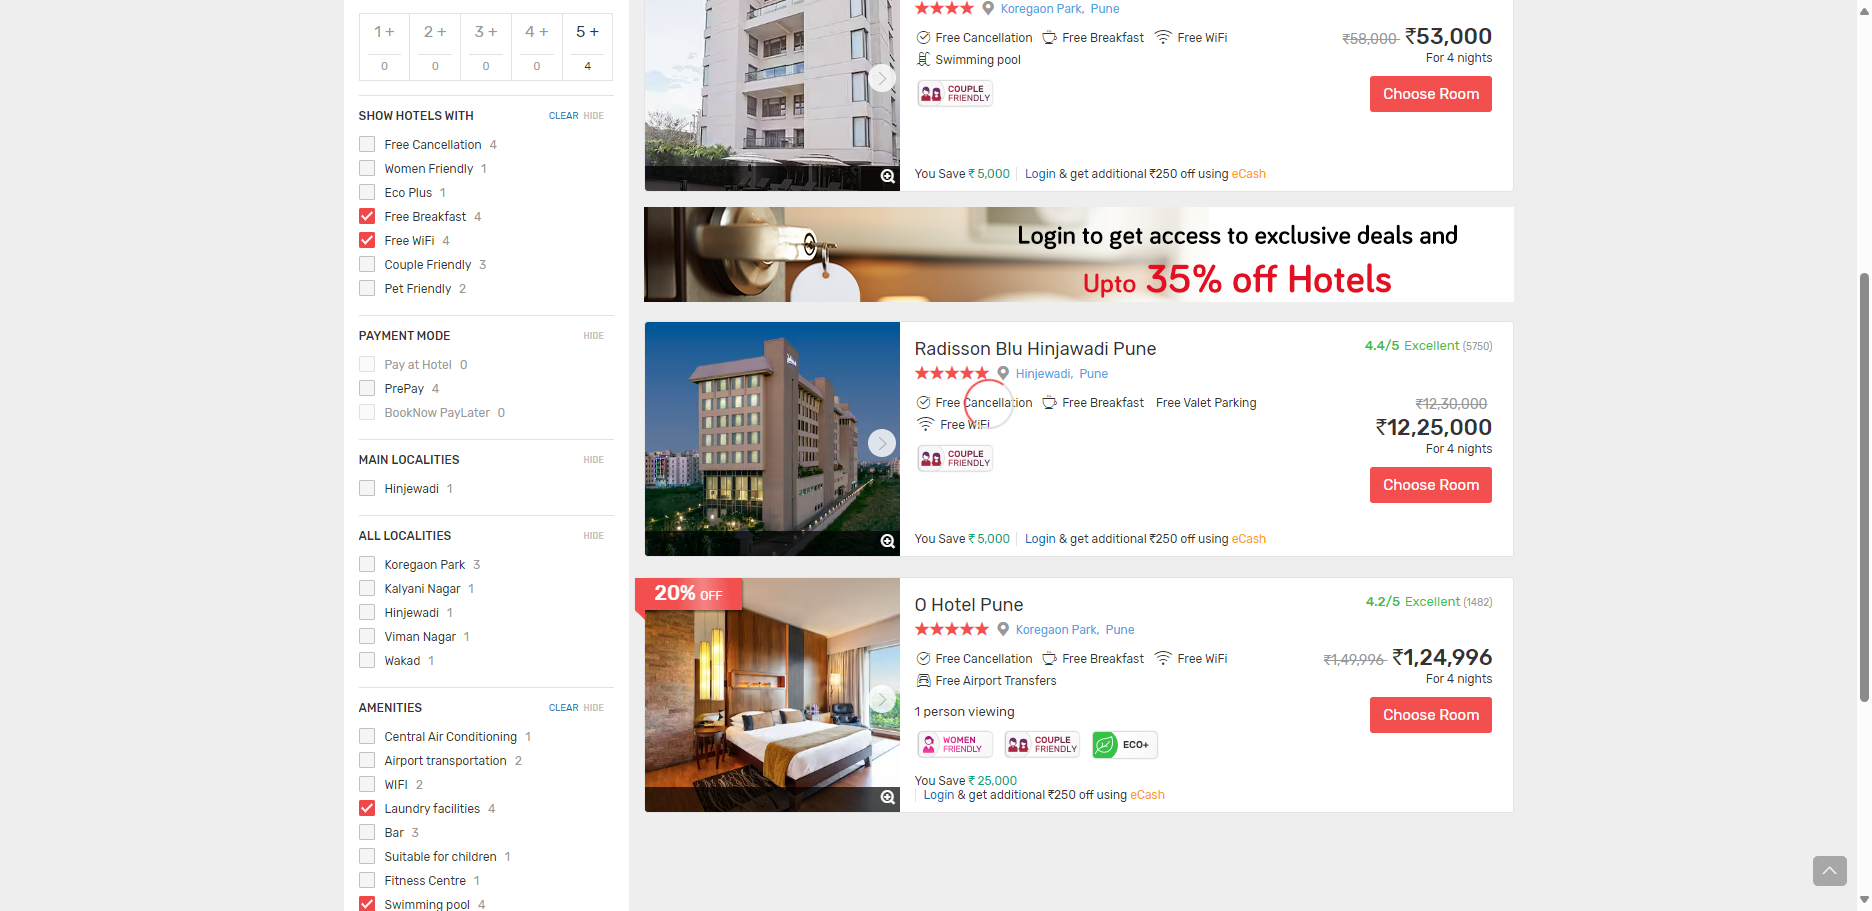 1 + 2 + 3 + 4 + 5 +
0 0 0 0 4
SHOW HOTELS WITH CLEAR HIDE
Free Cancellation 4
Women Friendly 1
Eco Plus 1
Free Breakfast 4
Free WiFi 4
Couple Friendly 3
Pet Friendly 2
PAYMENT MODE HIDE
Pay at Hotel 0
PrePay 4
BookNow PayLater 0
MAIN LOCALITIES HIDE
Hinjewadi 1
ALL LOCALITIES HIDE
Koregaon Park 3
Kalyani Nagar 1
Hinjewadi 1
Viman Nagar 1
Wakad 1
AMENITIES CLEAR HIDE
Central Air Conditioning 1
Airport transportation 2
WIFI 2
Laundry facilities 4
Bar 3
Suitable for children 1
Fitness Centre 1
Swimming pool 4
Koregaon Park, Pune
Free Cancellation Free Breakfast Free WiFi
Swimming pool
COUPLE
FRIENDLY
₹58,000 ₹53,000
For 4 nights
Choose Room
You Save ₹ 5,000 Login & get additional ₹250 off using eCash
Login to get access to exclusive deals and
Upto 35% off Hotels
Radisson Blu Hinjawadi Pune
4.4/5 Excellent (5750)
Hinjewadi, Pune
Free Cancellation Free Breakfast Free Valet Parking
Free WiFi
COUPLE
FRIENDLY
₹12,30,000
₹12,25,000
For 4 nights
Choose Room
You Save ₹ 5,000 Login & get additional ₹250 off using eCash
20% OFF
O Hotel Pune
4.2/5 Excellent (1482)
Koregaon Park, Pune
Free Cancellation Free Breakfast Free WiFi
Free Airport Transfers
₹1,49,996 ₹1,24,996
For 4 nights
Choose Room
1 person viewing
WOMEN
FRIENDLY
COUPLE
FRIENDLY
ECO+
You Save ₹ 25,000
Login & get additional ₹250 off using eCash